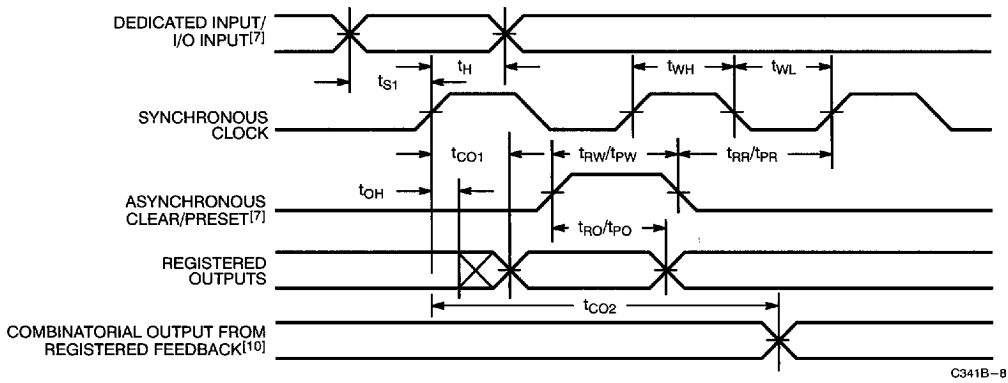 DEDICATED INPUT/
I/O INPUT[7]
tH
tWH
tWL
tS1
SYNCHRONOUS
CLOCK
tCO1
tRW/tPW
tRR/tPR
tOH
ASYNCHRONOUS
CLEAR/PRESET[7]
tRO/tPO
REGISTERED
OUTPUTS
tCO2
COMBINATORIAL OUTPUT FROM
REGISTERED FEEDBACK[10]
C341B-8